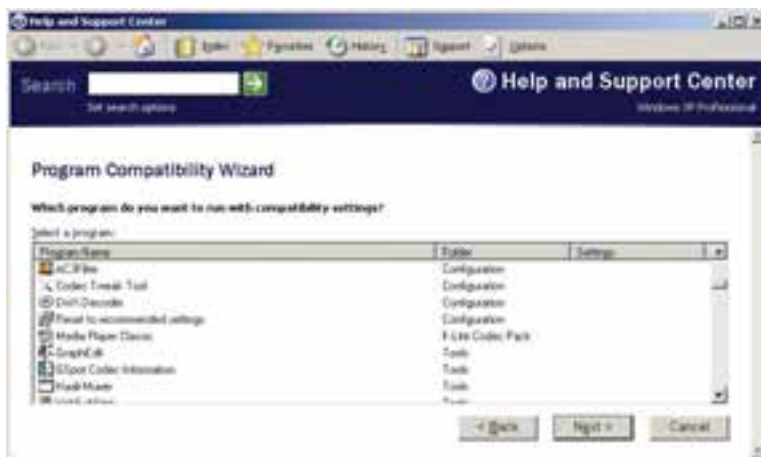 Help and Support Center
Back Index Favorites History Support Options
Search
Set search options
Help and Support Center
Windows XP Professional
Program Compatibility Wizard
Which program do you want to run with compatibility settings?
Select a program:
Program Name Folder Settings
AC3Filter Configuration
Codec Tweak Tool Configuration
DivX Decoder Configuration
Reset to recommended settings Configuration
Media Player Classic K-Lite Codec Pack
GraphEdit Tools
GSpot Codec Information Tools
Tools
Tools
< Back Next > Cancel